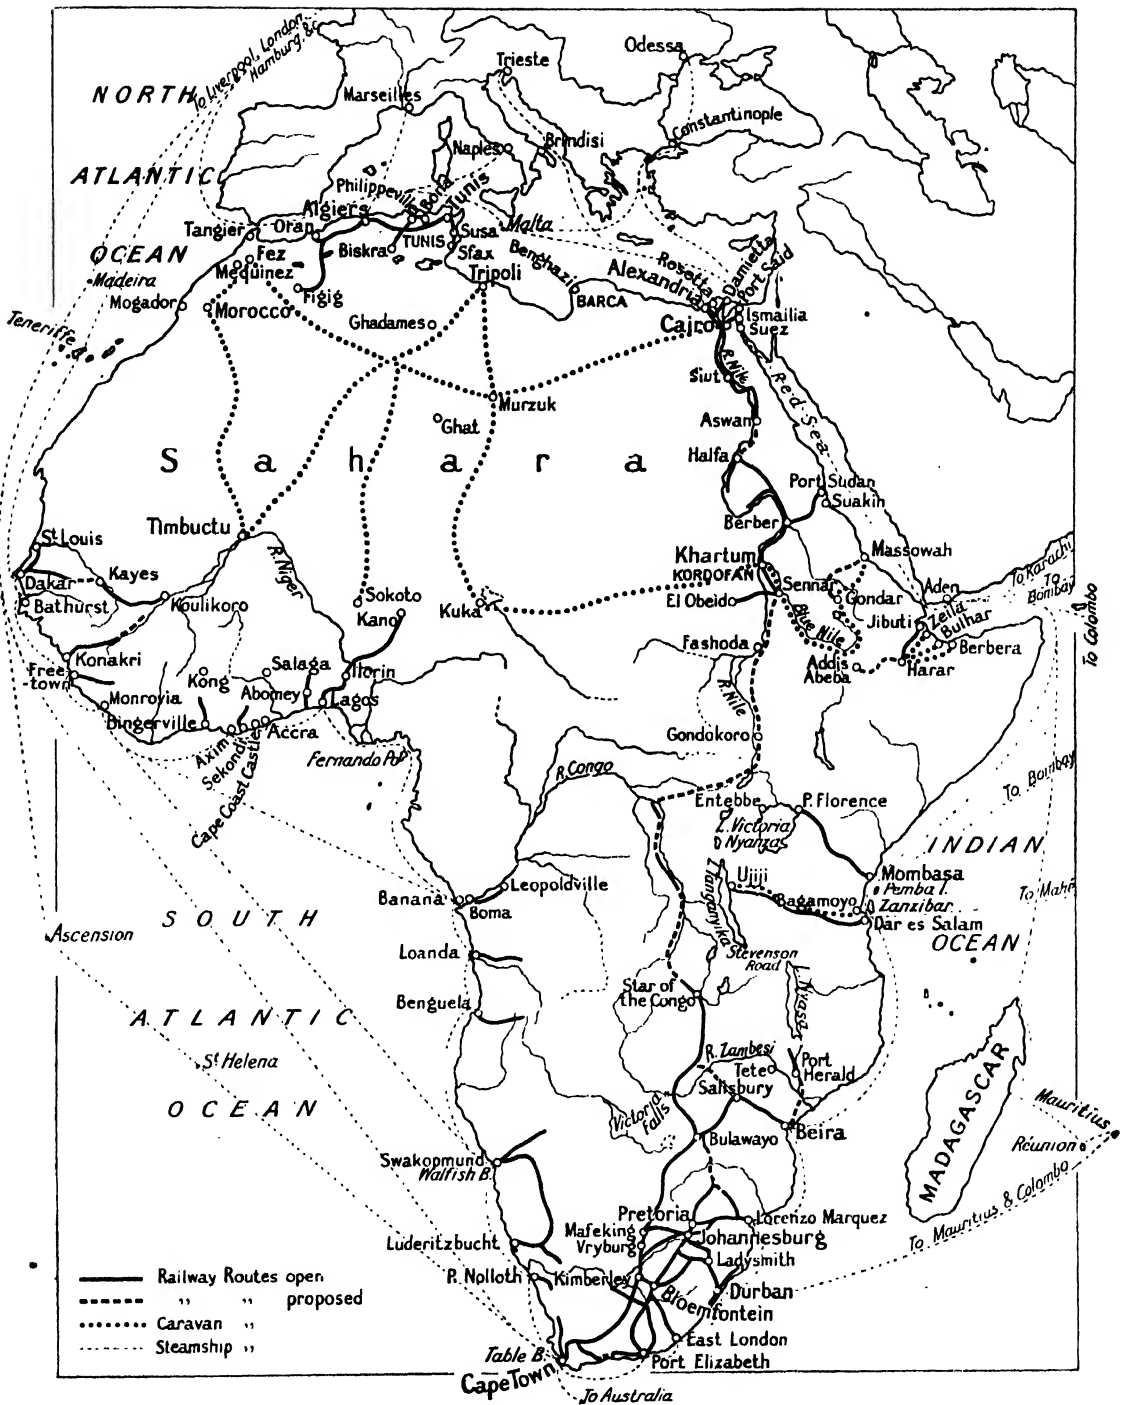 To Liverpool, London,
Hamburg, &c.
Odessa
Trieste
NORTH
Marseilles
Constantinople
Naples
Brindisi
ATLANTIC
Philippeville
Bona
Tunis
Algiers
Tangier
Oran
Malta
Susa
TUNIS
Biskra
Sfax
Benghazi
Rosetta
Damietta
Port Said
OCEAN
Fez
Mequinez
Alexandria
Tripoli
Madeira
Figig
BARCA
Mogador
Morocco
Ismailia
Ghadames
Cairo
Suez
Teneriffe
R. Nile
Siut
Red Sea
Murzuk
Ghat
Aswan
Sahara
Halfa
Port Sudan
Suakin
Timbuctu
Berber
St. Louis
R. Niger
Khartum
Massowah
To Karachi
To
Bombay
To Colombo
Dakar
Kayes
KORDOFAN
Sennar
Aden
Bathurst
Koulikoro
Sokoto
Kano
Kuka
El Obeido
Gondar
Zeila
Jibuti
Bulhar
Blue Nile
Fashoda
Berbera
Konakri
Free
-town
Salaga
Kong
Ilorin
Addis
Abeba
Harar
Abomey
Lagos
Monrovia
R. Nile
Bingerville
Accra
Axim
Sekondi
Cape Coast Castle
Fernando Po
Gondokoro
R. Congo
To Bombay
Entebbe
P. Florence
L. Victoria
Nyanza
INDIAN
Ujiji
Mombasa
Pemba I.
Zanzibar
To Mahé
Leopoldville
Banana
Boma
Bagamoyo
Dar es Salam
SOUTH
L. Tanganyika
Ascension
OCEAN
Loanda
Stevenson
Road
Star of
the Congo
L. Nyasa
Benguela
ATLANTIC
R. Zambesi
Port
Herald
St Helena
Tete
Salisbury
MADAGASCAR
OCEAN
Victoria
Falls
Mauritius
Beira
Bulawayo
Réunion
Swakopmund
Walfish B.
Pretoria
Lorenzo Marquez
To Mauritius & Colombo
Mafeking
Johannesburg
Vryburg
Luderitzbucht
Ladysmith
P. Nolloth
Kimberley
Durban
Bloemfontein
Railway Routes open
" " proposed
Caravan "
Steamship "
East London
Table B.
Port Elizabeth
Cape Town
To Australia